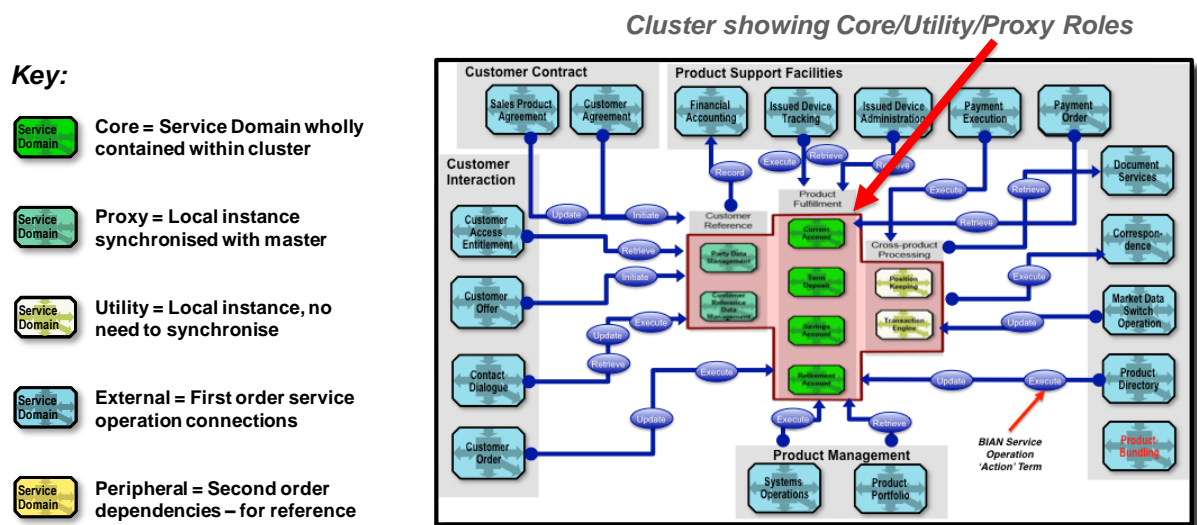 Cluster showing Core/Utility/Proxy Roles
Key:
Service
Domain
Core = Service Domain wholly
contained within cluster
Service
Domain
Proxy = Local instance
synchronised with master
Service
Domain
Utility = Local instance, no
need to synchronise
Service
Domain
External = First order service
operation connections
Service
Domain
Peripheral = Second order
dependencies – for reference
Customer Contract
Product Support Facilities
Sales Product
Agreement
Customer
Agreement
Financial
Accounting
Issued Device
Tracking
Issued Device
Administration
Payment
Execution
Payment
Order
Customer
Interaction
Document
Services
Record
Execute
Retrieve
Retrieve
Execute
Retrieve
Product
Fulfillment
Update
Initiate
Customer
Reference
Retrieve
Customer
Access
Entitlement
Current
Account
Correspon-
dence
Cross-product
Processing
Retrieve
Party Data
Management
Execute
Initiate
Customer
Offer
Term
Deposit
Position
Keeping
Customer
Reference
Data
Management
Market Data
Switch
Operation
Update
Execute
Savings
Account
Transaction
Engine
Update
Retrieve
Contact
Dialogue
Execute
Retirement
Account
Update
Execute
Product
Directory
Update
Execute
Retrieve
Customer
Order
BIAN Service
Operation
‘Action’ Term
Product
Bundling
Product Management
Systems
Operations
Product
Portfolio